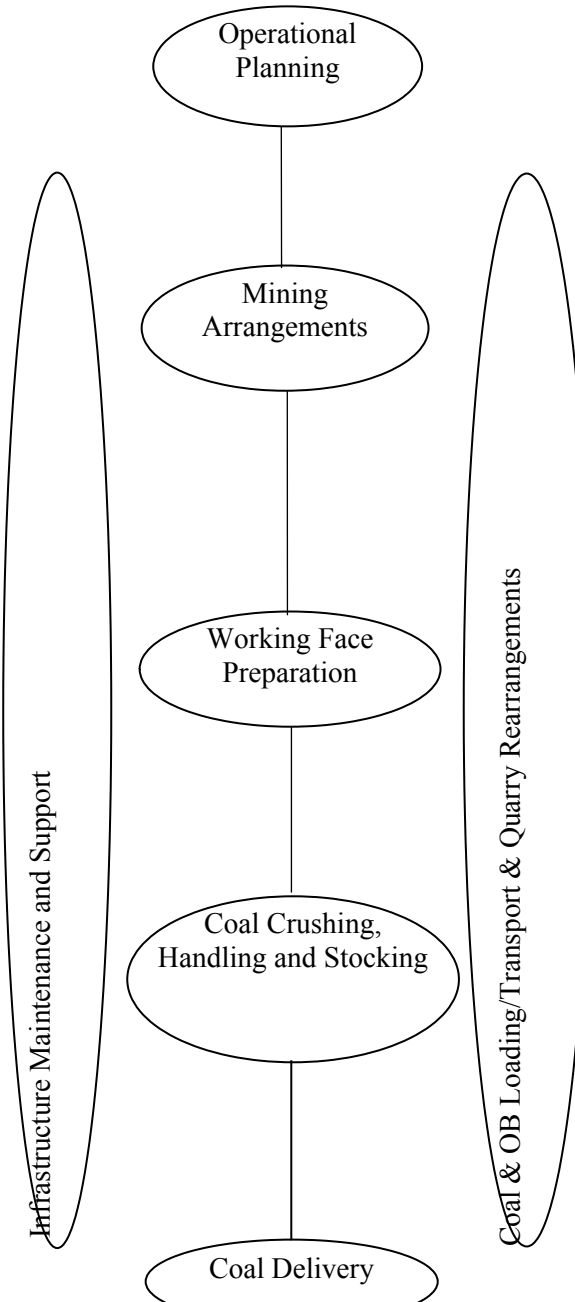 Operational
Planning
Mining
Arrangements
Working Face
Preparation
Coal Crushing,
Handling and Stocking
Coal Delivery
Infrastructure Maintenance and Support
Coal & OB Loading/Transport & Quarry Rearrangements